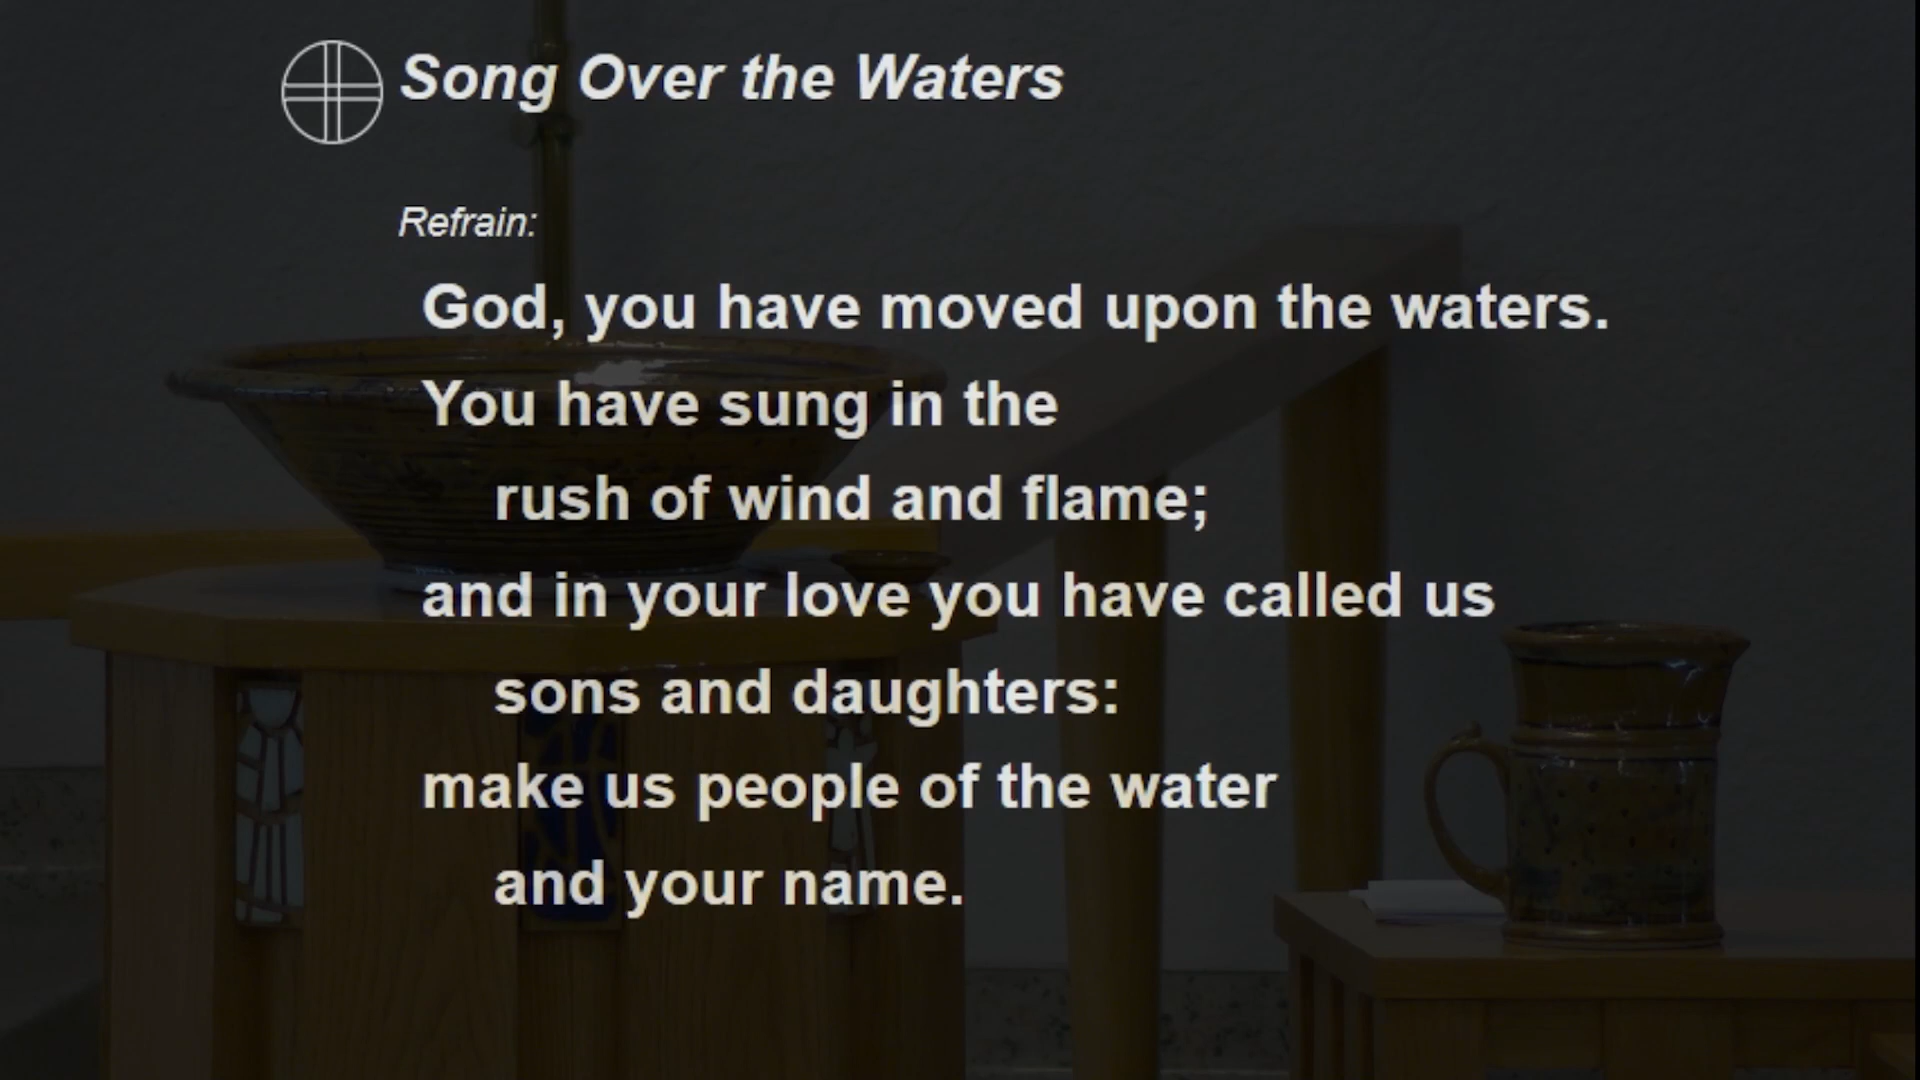 Song Over the Waters
Refrain:
God, you have moved upon the waters.
You have sung in the
rush of wind and flame;
and in your love you have called us
sons and daughters:
make us people of the water
and your name.